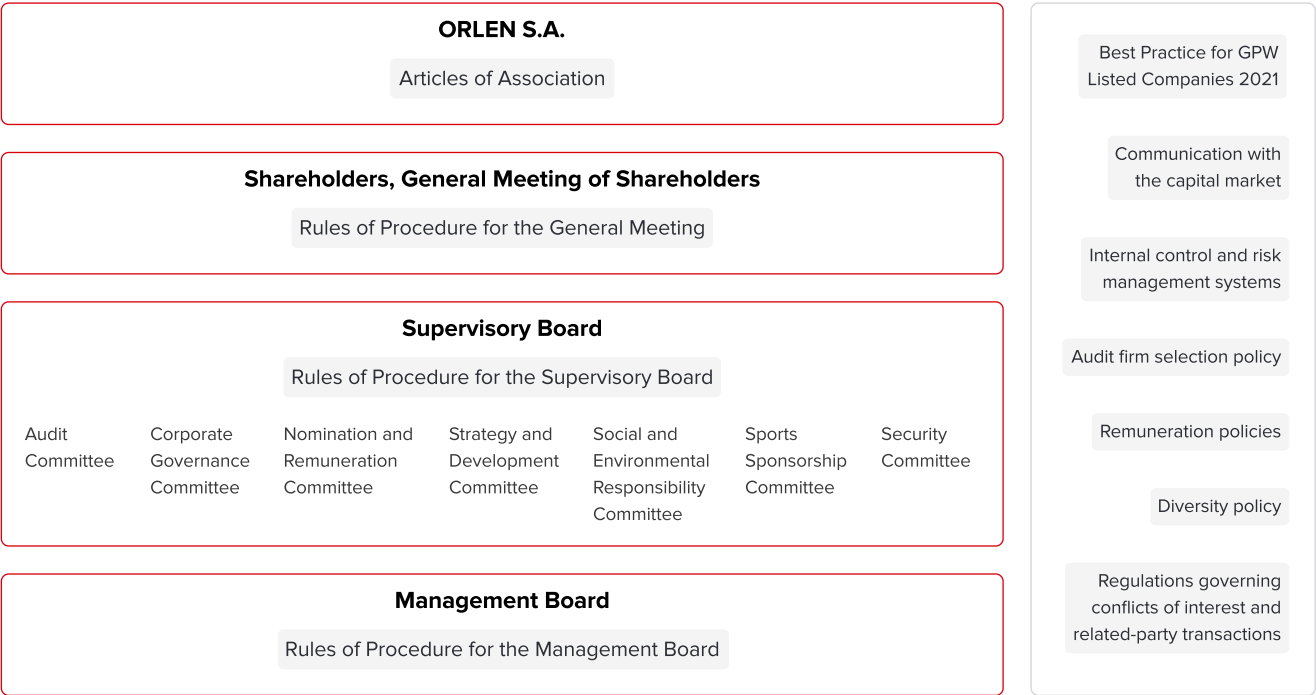 ORLEN S.A.
Articles of Association
Shareholders, General Meeting of Shareholders
Rules of Procedure for the General Meeting
Supervisory Board
Rules of Procedure for the Supervisory Board
Audit
Committee
Corporate
Governance
Committee
Nomination and
Remuneration
Committee
Strategy and
Development
Committee
Social and
Environmental
Responsibility
Committee
Sports
Sponsorship
Committee
Security
Committee
Management Board
Rules of Procedure for the Management Board
Best Practice for GPW
Listed Companies 2021
Communication with
the capital market
Internal control and risk
management systems
Audit firm selection policy
Remuneration policies
Diversity policy
Regulations governing
conflicts of interest and
related-party transactions